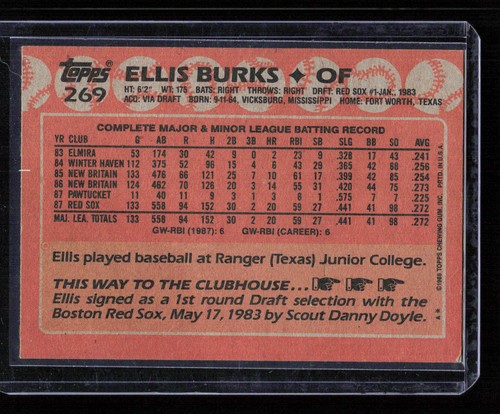 Topps ELLIS BURKS ♦ OF
269 HT: 6'2" WT: 175 BATS: RIGHT THROWS: RIGHT DRAFT: RED SOX #1-JAN., 1983
ACQ: VIA DRAFT BORN: 9-11-64, VICKSBURG, MISSISSIPPI HOME: FORT WORTH, TEXAS
COMPLETE MAJOR & MINOR LEAGUE BATTING RECORD
YR CLUB G AB R H 2B 3B HR RBI SB SLG BB SO AVG
83 ELMIRA 53 174 30 42 9 0 2 23 9 .328 17 43 .241
84 WINTER HAVEN 112 375 52 96 15 4 6 43 .365 42 68 .256
85 NEW BRITAIN 133 476 66 121 25 7 10 61 17 .399 42 85 .254
86 NEW BRITAIN 124 462 70 126 20 3 14 55 31 .420 44 75 .273
87 PAWTUCKET 11 40 11 9 3 1 3 6 1 .575 7 7 .225
87 RED SOX 133 558 94 152 30 2 20 59 27 .441 41 98 .272
MAJ. LEA. TOTALS 133 558 94 152 30 2 20 59 27 .441 41 98 .272
GW-RBI (1987): 6 GW-RBI (CAREER): 6
Ellis played baseball at Ranger (Texas) Junior College.
THIS WAY TO THE CLUBHOUSE...
Ellis signed as a 1st round Draft selection with the
Boston Red Sox, May 17, 1983 by Scout Danny Doyle.
©1988 TOPPS CHEWING GUM, INC. PRTD. IN U.S.A.
A*